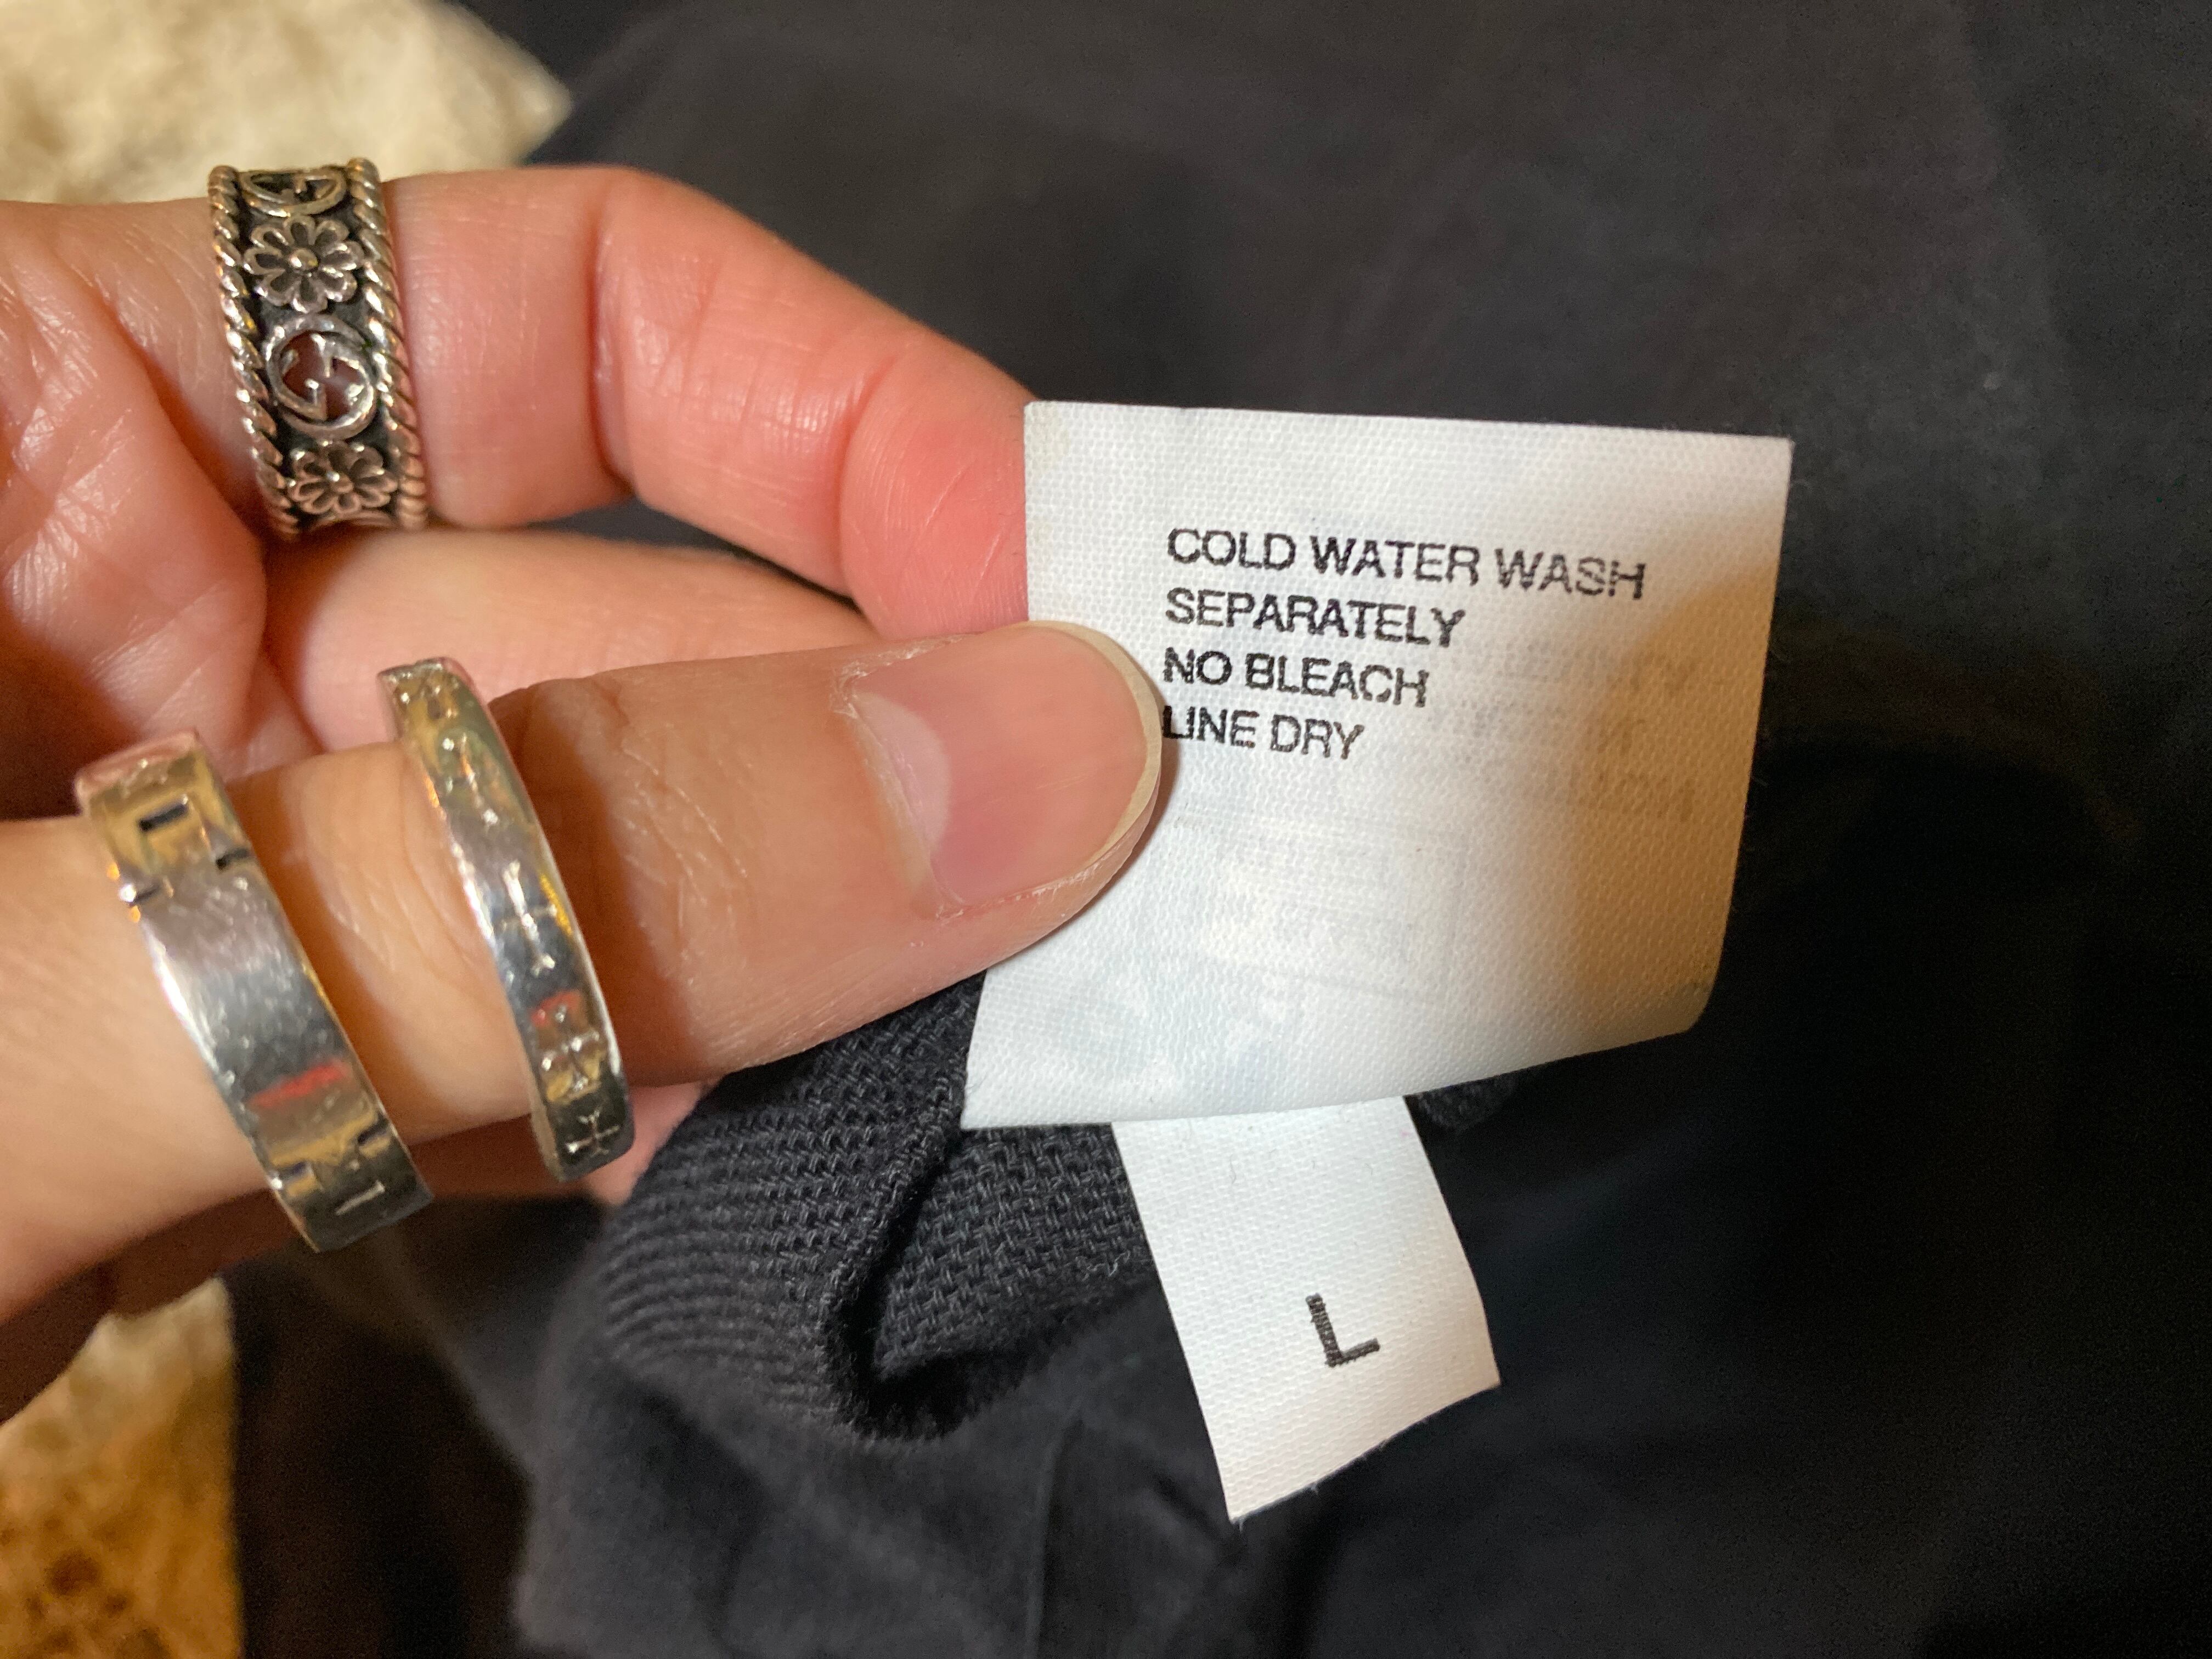 COLD WATER WASH
SEPARATELY
NO BLEACH
LINE DRY
L